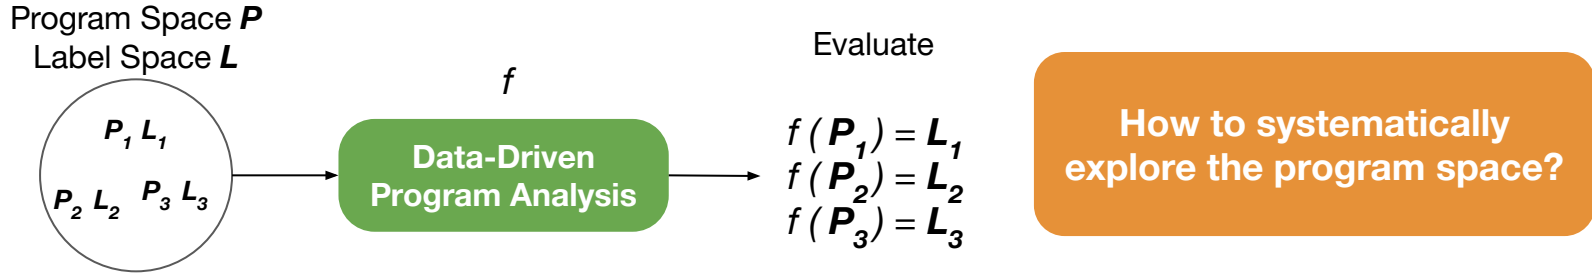 Program Space P
Label Space L
P1 L1
P2 L2 P3 L3
f
Data-Driven
Program Analysis
Evaluate
f ( P1) = L1
f ( P2) = L2
f ( P3) = L3
How to systematically
explore the program space?